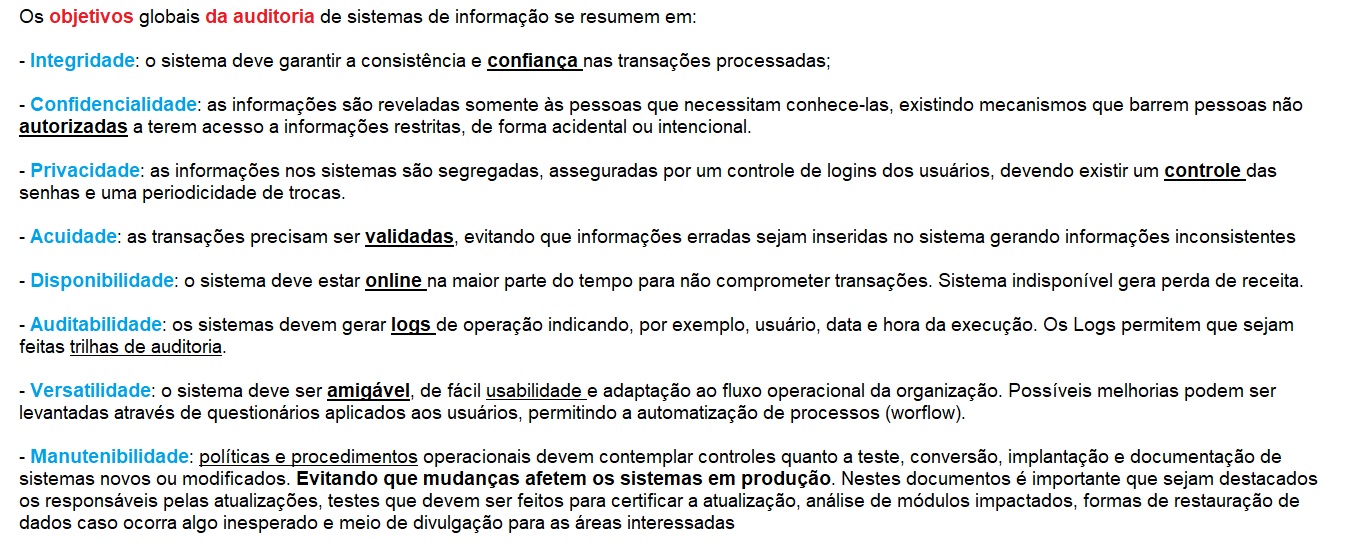 Os objetivos globais da auditoria de sistemas de informação se resumem em:
- Integridade: o sistema deve garantir a consistência e confiança nas transações processadas;
- Confidencialidade: as informações são reveladas somente às pessoas que necessitam conhece-las, existindo mecanismos que barrem pessoas não
autorizadas a terem acesso a informações restritas, de forma acidental ou intencional.
- Privacidade: as informações nos sistemas são segregadas, asseguradas por um controle de logins dos usuários, devendo existir um controle das
senhas e uma periodicidade de trocas.
- Acuidade: as transações precisam ser validadas, evitando que informações erradas sejam inseridas no sistema gerando informações inconsistentes
- Disponibilidade: o sistema deve estar online na maior parte do tempo para não comprometer transações. Sistema indisponível gera perda de receita.
- Auditabilidade: os sistemas devem gerar logs de operação indicando, por exemplo, usuário, data e hora da execução. Os Logs permitem que sejam
feitas trilhas de auditoria.
- Versatilidade: o sistema deve ser amigável, de fácil usabilidade e adaptação ao fluxo operacional da organização. Possíveis melhorias podem ser
levantadas através de questionários aplicados aos usuários, permitindo a automatização de processos (worflow).
- Manutenibilidade: políticas e procedimentos operacionais devem contemplar controles quanto a teste, conversão, implantação e documentação de
sistemas novos ou modificados. Evitando que mudanças afetem os sistemas em produção. Nestes documentos é importante que sejam destacados
os responsáveis pelas atualizações, testes que devem ser feitos para certificar a atualização, análise de módulos impactados, formas de restauração de
dados caso ocorra algo inesperado e meio de divulgação para as áreas interessadas